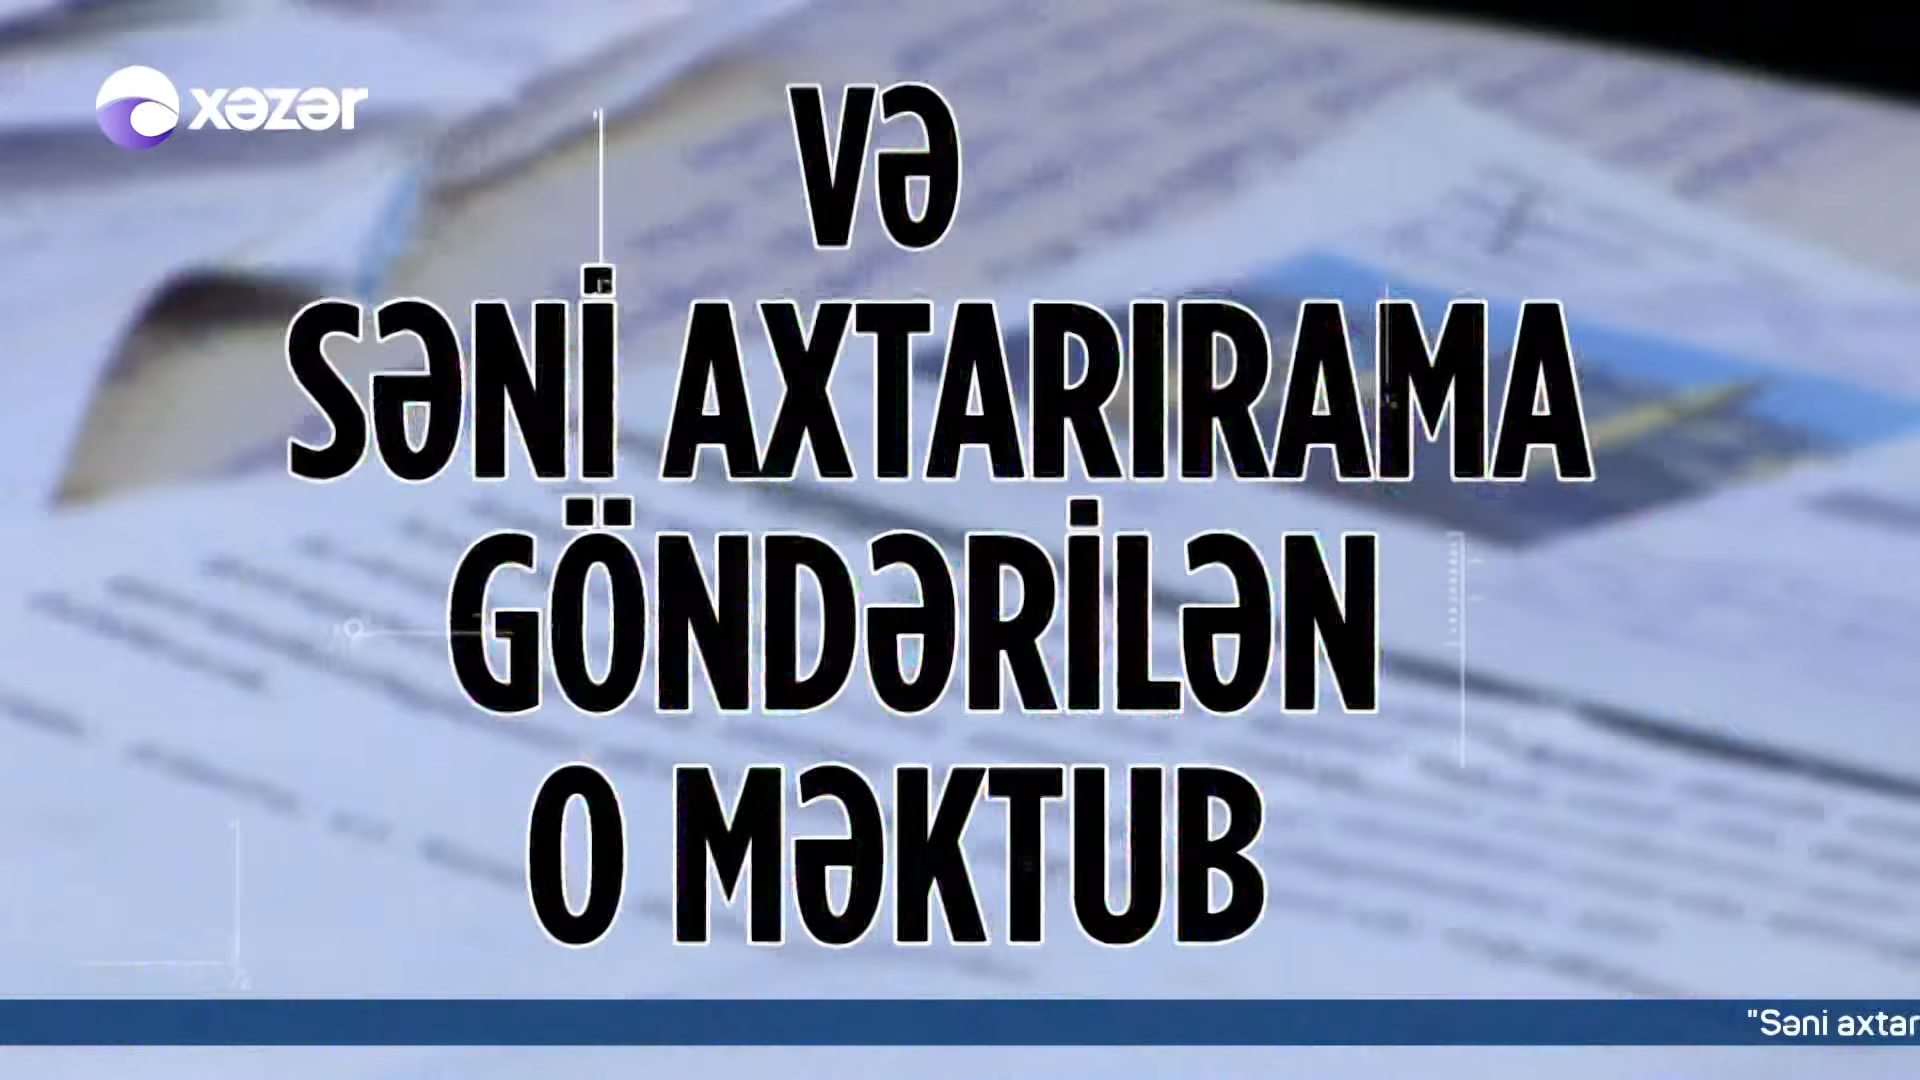 xəzər
VƏ
SƏNİ AXTARIRAMA
GÖNDƏRİLƏN
O MƏKTUB
"Səni axtar